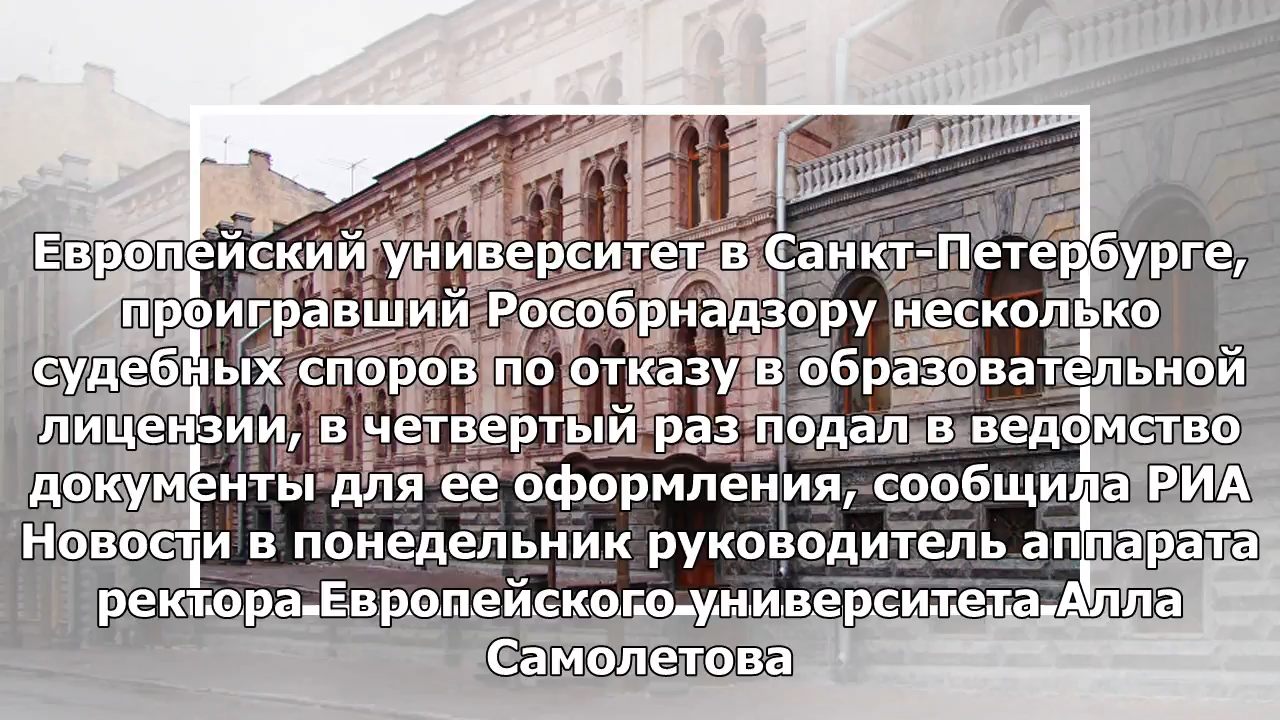 Европейский университет в Санкт-Петербурге,
проигравший Рособрнадзору несколько
судебных споров по отказу в образовательной
лицензии, в четвертый раз подал в ведомство
документы для ее оформления, сообщила РИА
Новости в понедельник руководитель аппарата
ректора Европейского университета Алла
Самолетова